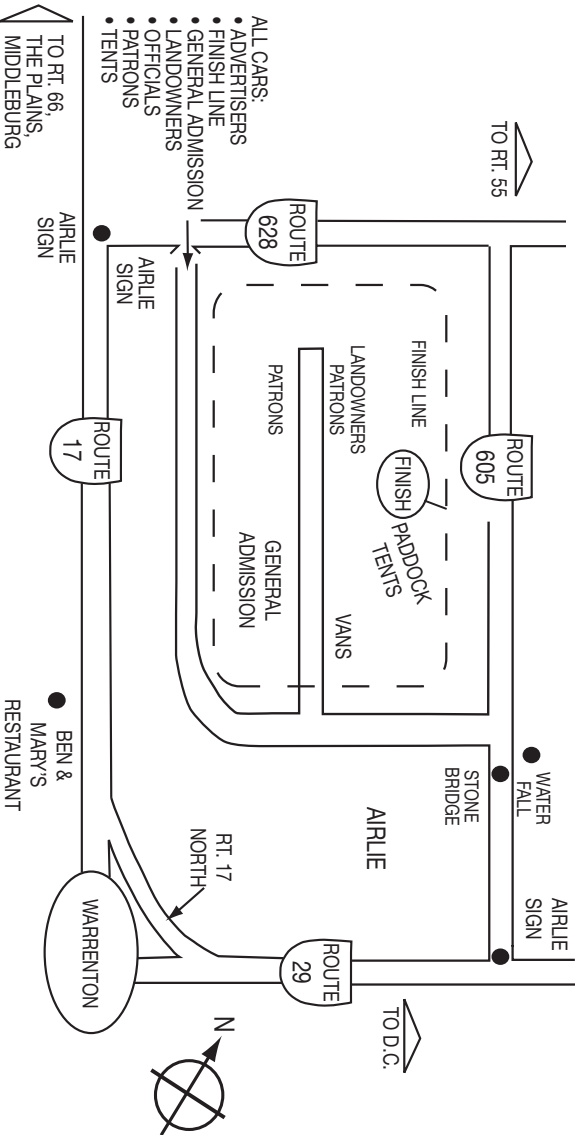 ALL CARS:
• ADVERTISERS
• FINISH LINE
• GENERAL ADMISSION
• LANDOWNERS
• OFFICIALS
• PATRONS
• TENTS
TO RT. 66,
THE PLAINS,
MIDDLEBURG
TO RT. 55
ROUTE
628
AIRLIE
SIGN
AIRLIE
SIGN
ROUTE
17
FINISH LINE
LANDOWNERS
PATRONS
PATRONS
ROUTE
605
FINISH
PADDOCK
TENTS
GENERAL
ADMISSION
VANS
BEN &
MARY'S
RESTAURANT
WATER
FALL
STONE
BRIDGE
AIRLIE
RT. 17
NORTH
AIRLIE
SIGN
WARRENTON
ROUTE
29
TO D.C.
N